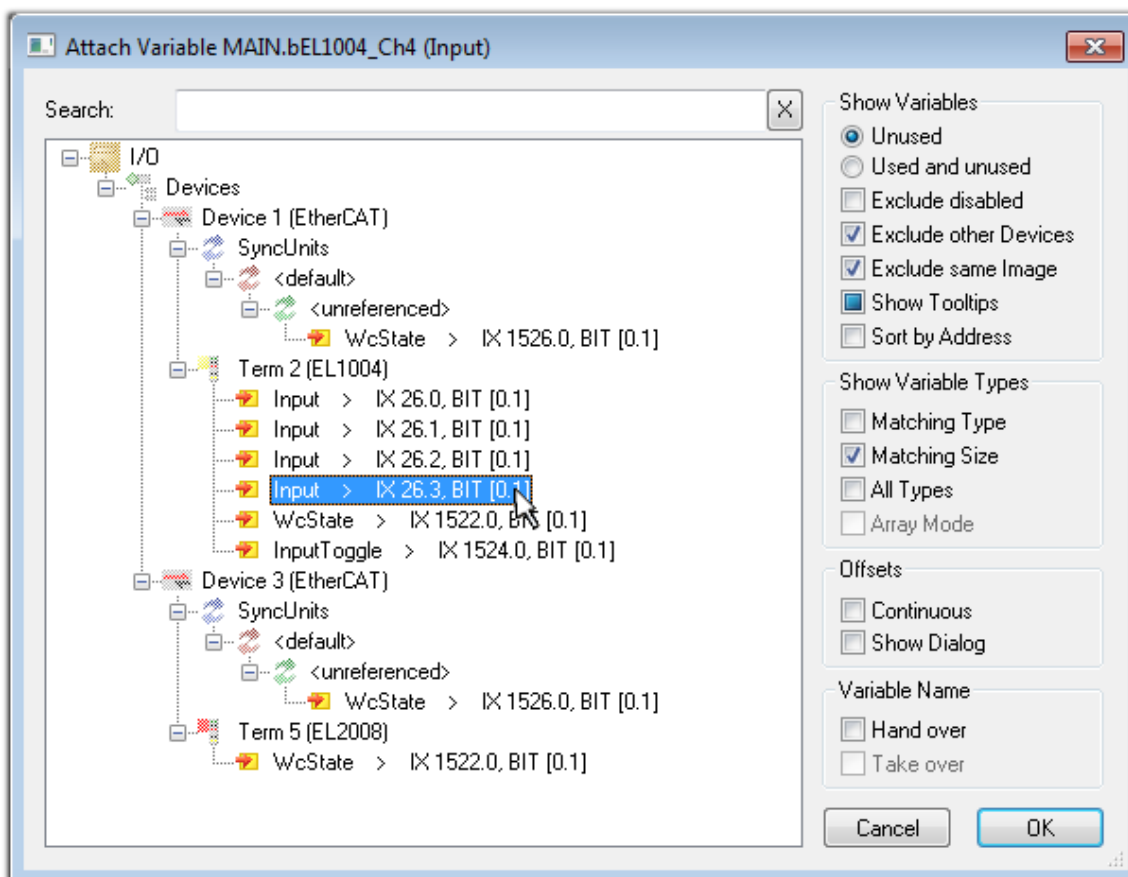 Attach Variable MAIN.bEL1004_Ch4 (Input)
Search:
X
I/O
Devices
Device 1 (EtherCAT)
SyncUnits
<default>
<unreferenced>
WcState > IX 1526.0, BIT [0.1]
Term 2 (EL1004)
Input > IX 26.0, BIT [0.1]
Input > IX 26.1, BIT [0.1]
Input > IX 26.2, BIT [0.1]
Input > IX 26.3, BIT [0.1]
WcState > IX 1522.0, BIT [0.1]
InputToggle > IX 1524.0, BIT [0.1]
Device 3 (EtherCAT)
SyncUnits
<default>
<unreferenced>
WcState > IX 1526.0, BIT [0.1]
Term 5 (EL2008)
WcState > IX 1522.0, BIT [0.1]
Show Variables
Unused
Used and unused
Exclude disabled
Exclude other Devices
Exclude same Image
Show Tooltips
Sort by Address
Show Variable Types
Matching Type
Matching Size
All Types
Array Mode
Offsets
Continuous
Show Dialog
Variable Name
Hand over
Take over
Cancel
OK